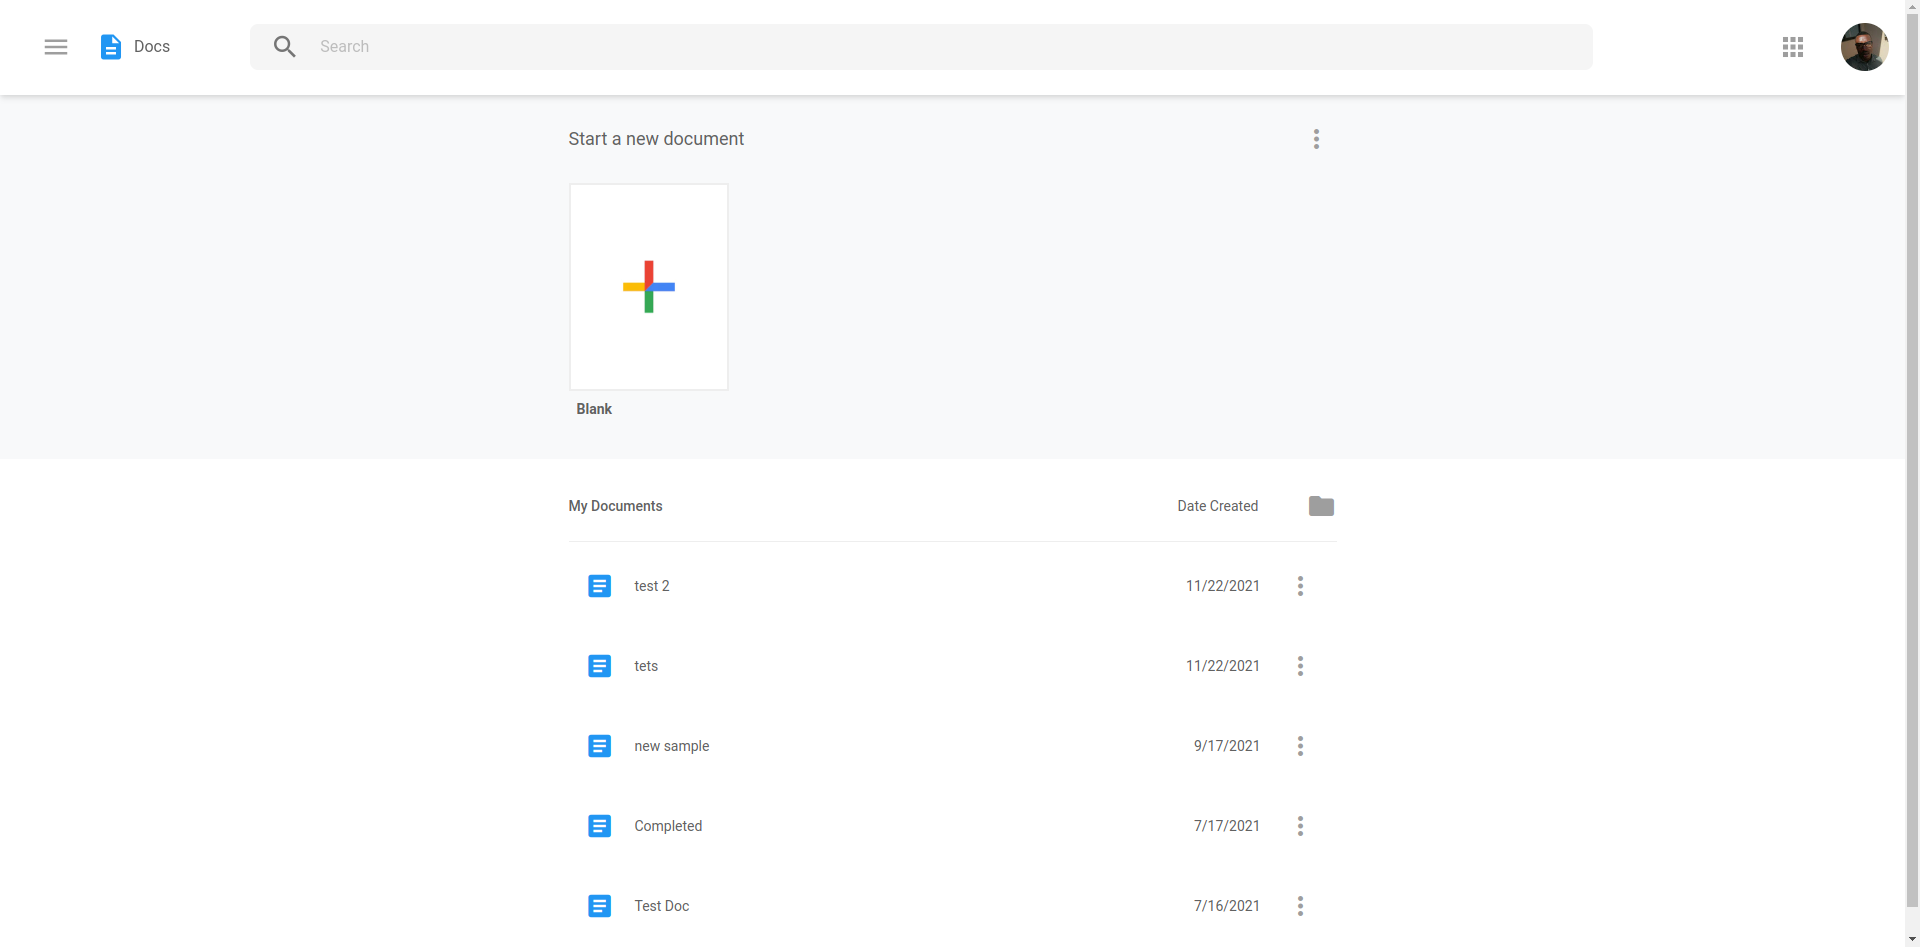 Docs
Search
Start a new document
Blank
My Documents Date Created
test 2 11/22/2021
tets 11/22/2021
new sample 9/17/2021
Completed 7/17/2021
Test Doc 7/16/2021